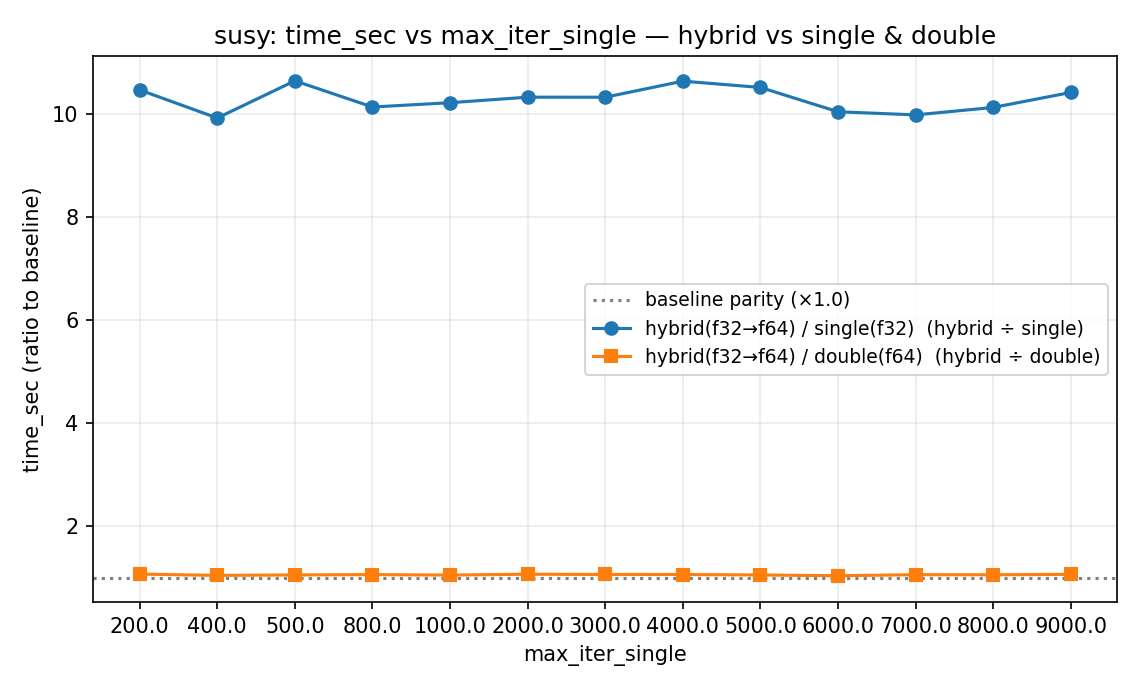 susy: time_sec vs max_iter_single — hybrid vs single & double
time_sec (ratio to baseline)
10
8
6
4
2
baseline parity (×1.0)
hybrid(f32→f64) / single(f32)  (hybrid ÷ single)
hybrid(f32→f64) / double(f64)  (hybrid ÷ double)
200.0 400.0 500.0 800.0 1000.0 2000.0 3000.0 4000.0 5000.0 6000.0 7000.0 8000.0 9000.0
max_iter_single